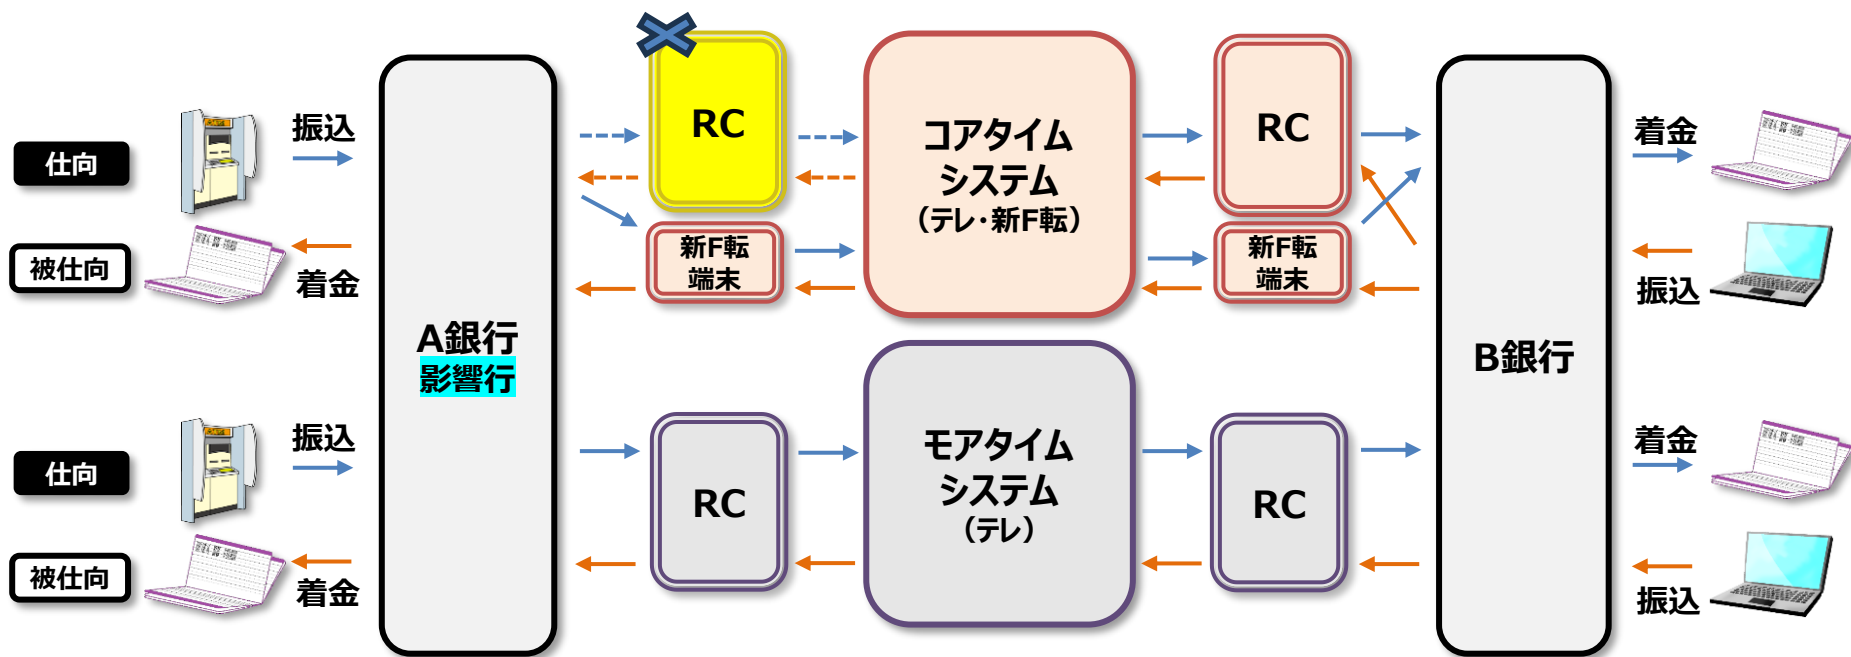 仕向
振込
被仕向
着金
A銀行
影響行
RC
新F転
端末
コアタイム
システム
（テレ・新F転）
RC
新F転
端末
B銀行
着金
振込
仕向
振込
被仕向
着金
RC
モアタイム
システム
（テレ）
RC
着金
振込